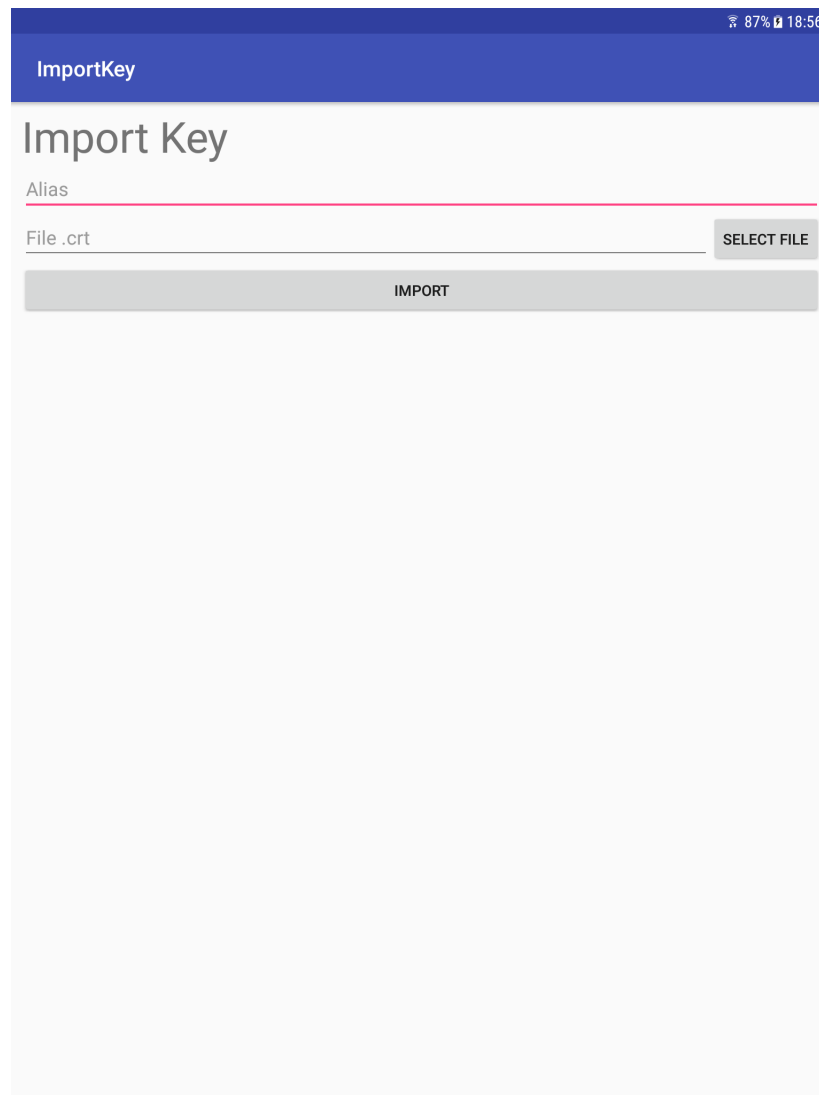 87% 18:56
ImportKey
Import Key
Alias
File .crt SELECT FILE
IMPORT